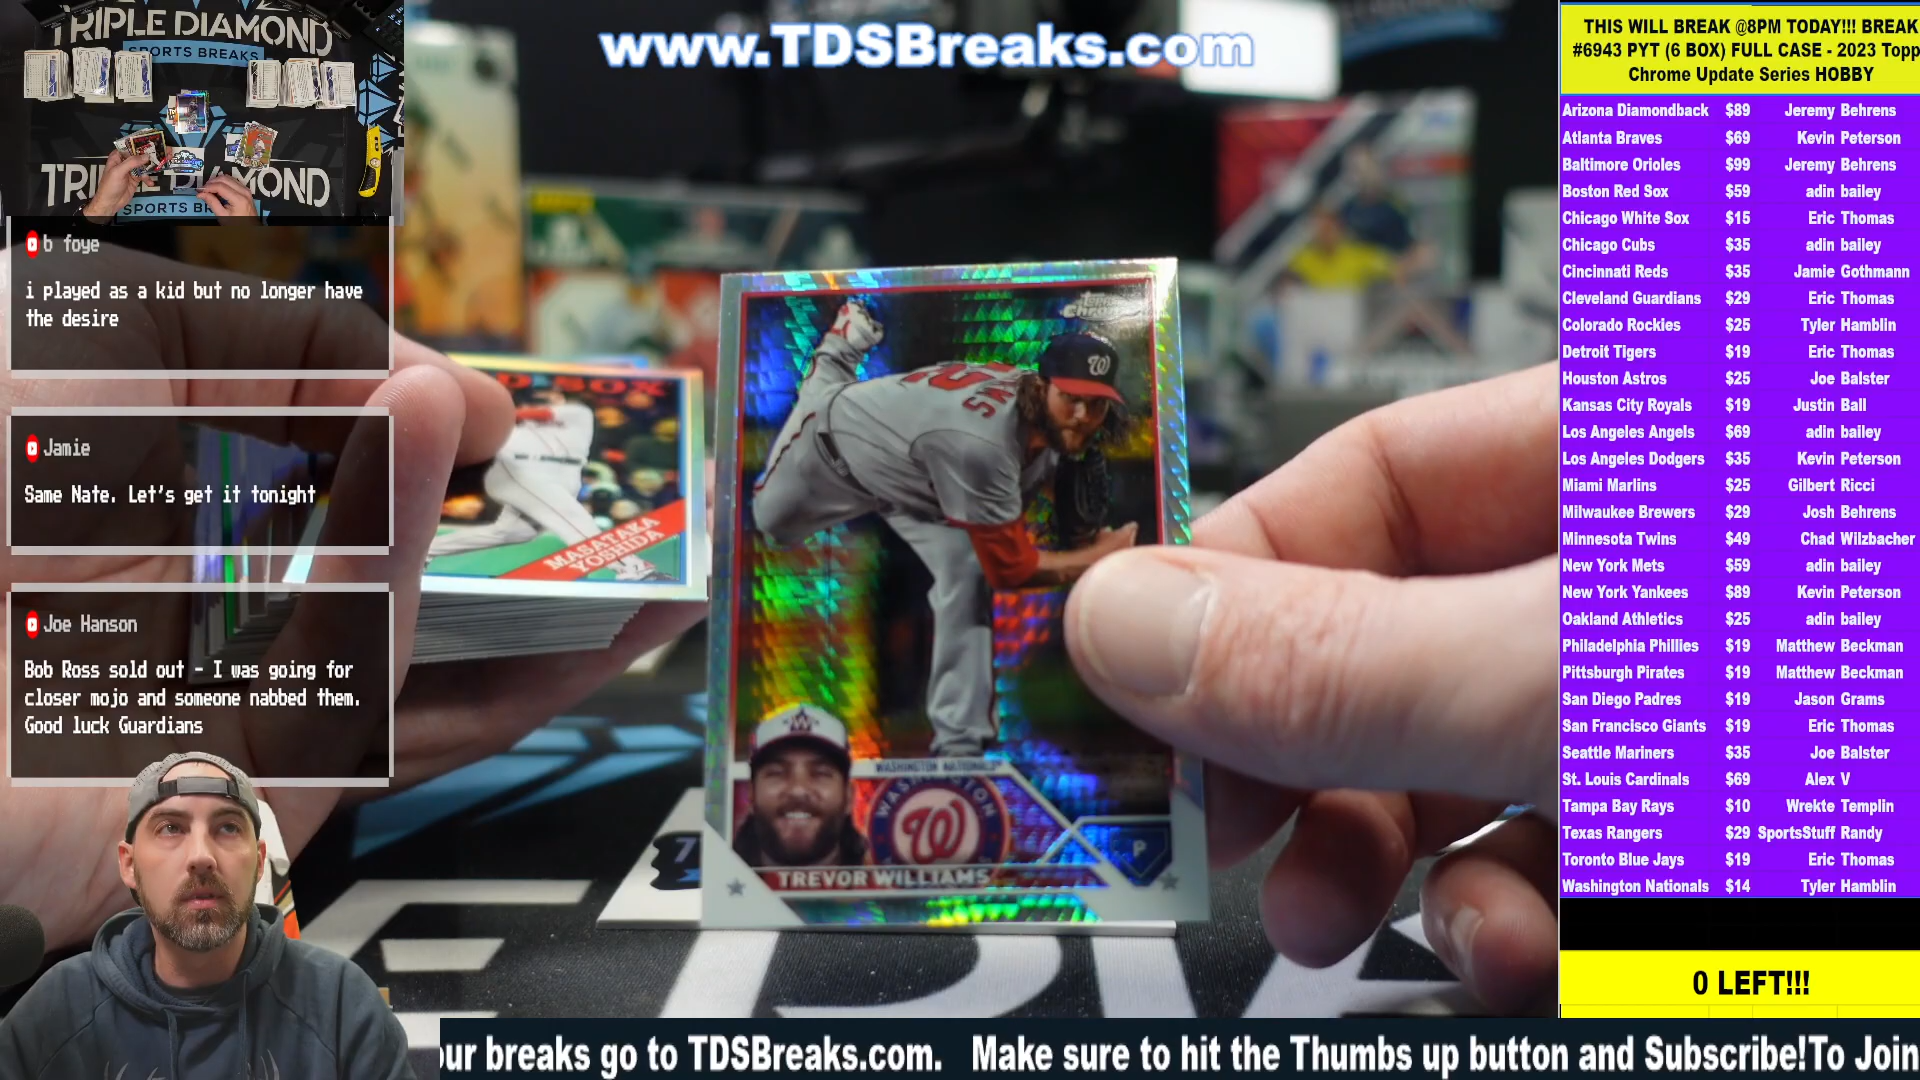 TRIPLE DIAMOND
SPORTS BREAKS
TRIPLE DIAMOND
www.TDSBreaks.com
b foye
i played as a kid but no longer have
the desire
Jamie
Same Nate. Let's get it tonight
Joe Hanson
Bob Ross sold out - I was going for
closer mojo and someone nabbed them.
Good luck Guardians
D SOX
MASATAKA
YOSHIDA
Topps
Chrome
W
WASHINGTON NATIONALS
WASHINGTON
W
P
TREVOR WILLIAMS
7
THIS WILL BREAK @8PM TODAY!!! BREAK
#6943 PYT (6 BOX) FULL CASE - 2023 Topp
Chrome Update Series HOBBY
Arizona Diamondback $89 Jeremy Behrens
Atlanta Braves $69 Kevin Peterson
Baltimore Orioles $99 Jeremy Behrens
Boston Red Sox $59 adin bailey
Chicago White Sox $15 Eric Thomas
Chicago Cubs $35 adin bailey
Cincinnati Reds $35 Jamie Gothmann
Cleveland Guardians $29 Eric Thomas
Colorado Rockies $25 Tyler Hamblin
Detroit Tigers $19 Eric Thomas
Houston Astros $25 Joe Balster
Kansas City Royals $19 Justin Ball
Los Angeles Angels $69 adin bailey
Los Angeles Dodgers $35 Kevin Peterson
Miami Marlins $25 Gilbert Ricci
Milwaukee Brewers $29 Josh Behrens
Minnesota Twins $49 Chad Wilzbacher
New York Mets $59 adin bailey
New York Yankees $89 Kevin Peterson
Oakland Athletics $25 adin bailey
Philadelphia Phillies $19 Matthew Beckman
Pittsburgh Pirates $19 Matthew Beckman
San Diego Padres $19 Jason Grams
San Francisco Giants $19 Eric Thomas
Seattle Mariners $35 Joe Balster
St. Louis Cardinals $69 Alex V
Tampa Bay Rays $10 Wrekte Templin
Texas Rangers $29 SportsStuff Randy
Toronto Blue Jays $19 Eric Thomas
Washington Nationals $14 Tyler Hamblin
0 LEFT!!!
our breaks go to TDSBreaks.com. Make sure to hit the Thumbs up button and Subscribe!To Join